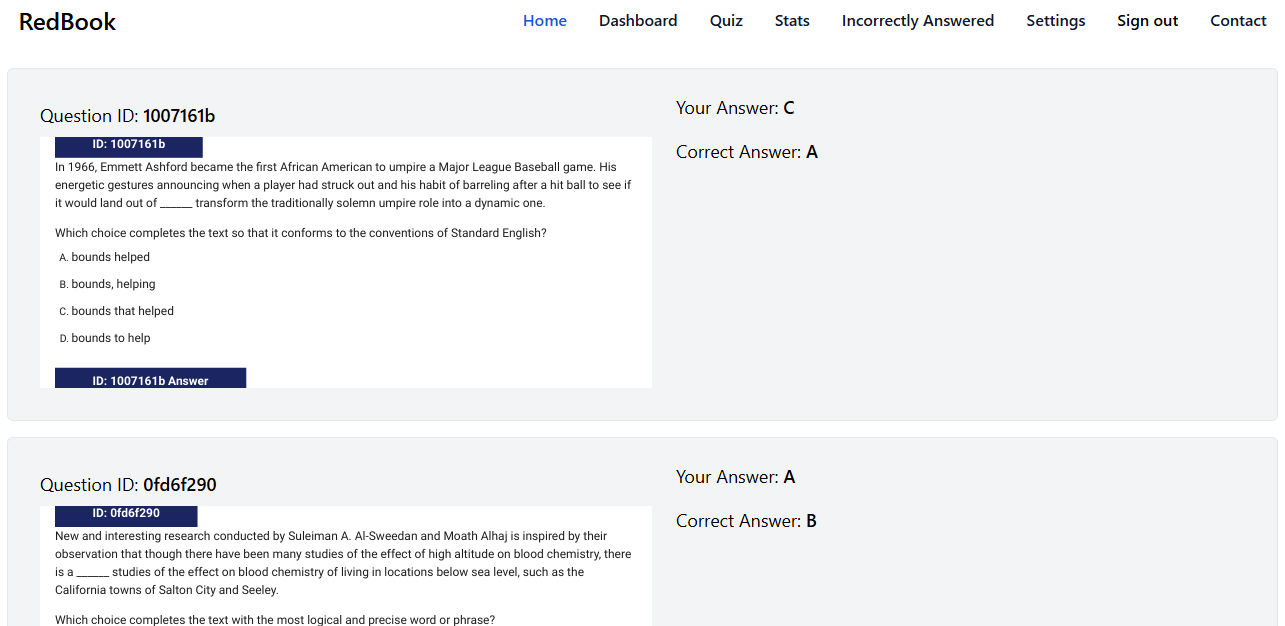 RedBook
Home Dashboard Quiz Stats Incorrectly Answered Settings Sign out Contact
Question ID: 1007161b
ID: 1007161b
In 1966, Emmett Ashford became the first African American to umpire a Major League Baseball game. His
energetic gestures announcing when a player had struck out and his habit of barreling after a hit ball to see if
it would land out of ______ transform the traditionally solemn umpire role into a dynamic one.
Which choice completes the text so that it conforms to the conventions of Standard English?
A. bounds helped
B. bounds, helping
C. bounds that helped
D. bounds to help
ID: 1007161b Answer
Your Answer: C
Correct Answer: A
Question ID: 0fd6f290
ID: 0fd6f290
New and interesting research conducted by Suleiman A. Al-Sweedan and Moath Alhaj is inspired by their
observation that though there have been many studies of the effect of high altitude on blood chemistry, there
is a ______ studies of the effect on blood chemistry of living in locations below sea level, such as the
California towns of Salton City and Seeley.
Which choice completes the text with the most logical and precise word or phrase?
Your Answer: A
Correct Answer: B